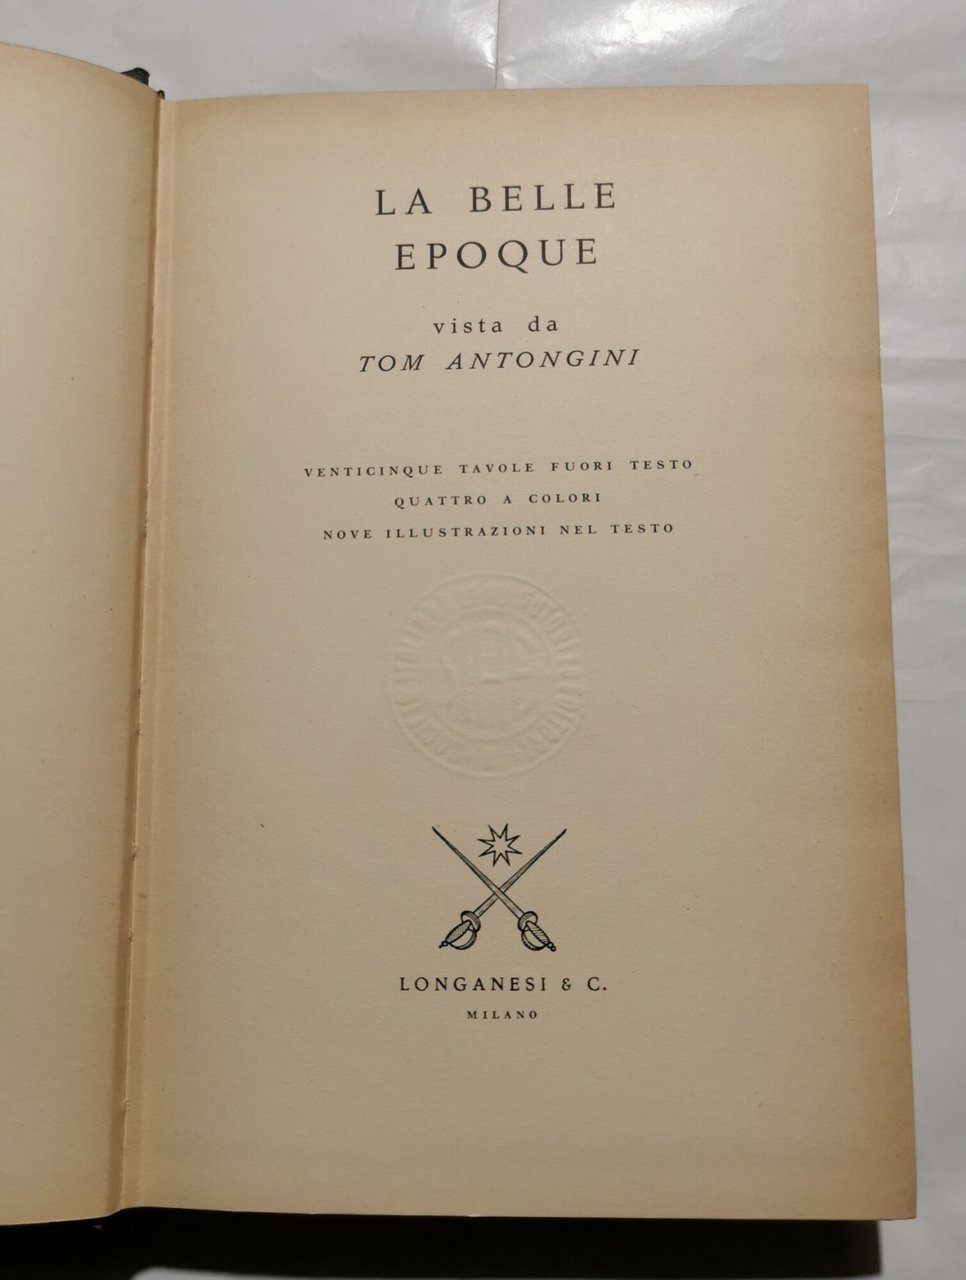 LA BELLE
EPOQUE
vista da
TOM ANTONGINI
VENTICINQUE TAVOLE FUORI TESTO
QUATTRO A COLORI
NOVE ILLUSTRAZIONI NEL TESTO
LONGANESI & C.
MILANO